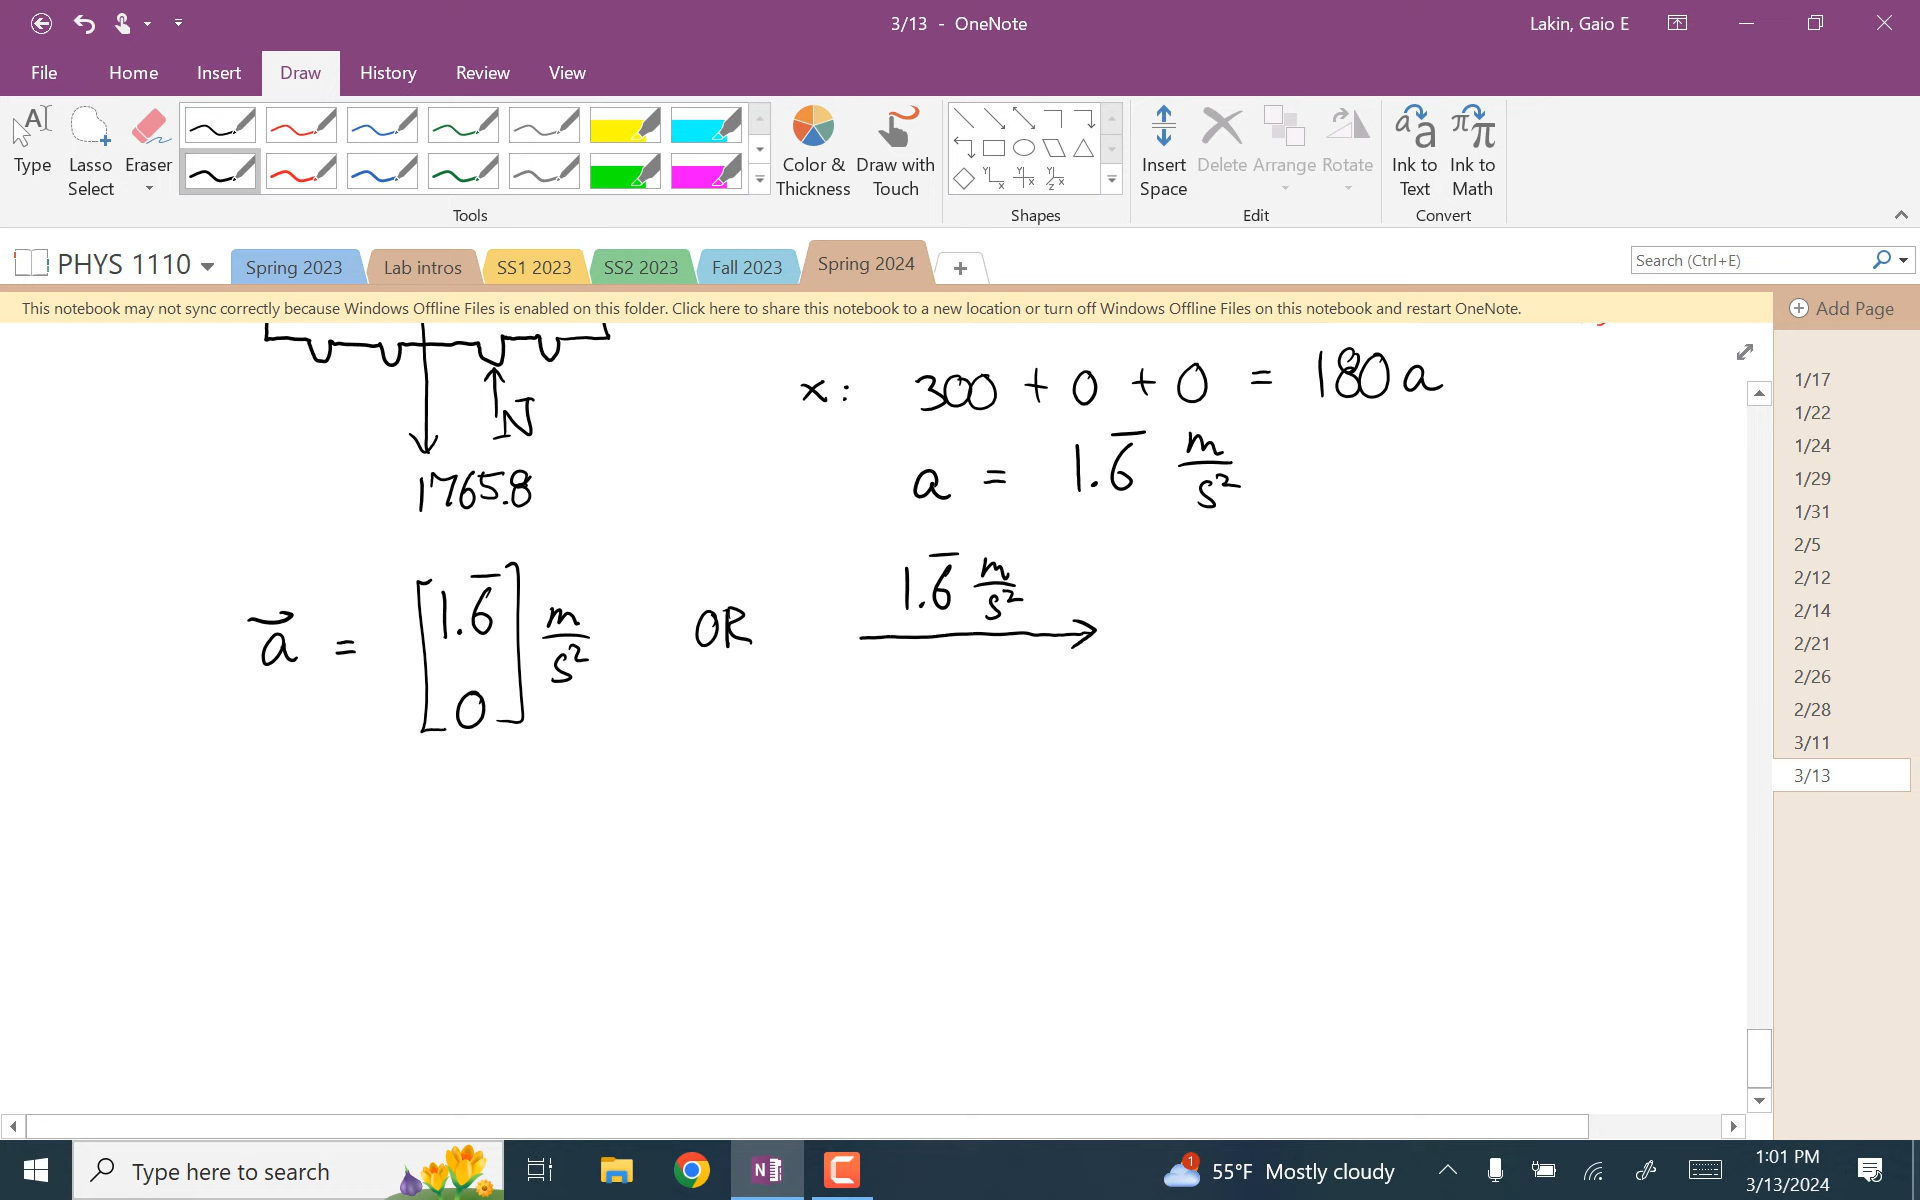 3/13 - OneNote
Lakin, Gaio E
File Home Insert Draw History Review View
Type
Lasso Select
Eraser
Color & Thickness
Draw with Touch
Insert Space
Delete
Arrange
Rotate
Ink to Text
Ink to Math
Tools
Shapes
Edit
Convert
PHYS 1110
Spring 2023
Lab intros
SS1 2023
SS2 2023
Fall 2023
Spring 2024
Search (Ctrl+E)
This notebook may not sync correctly because Windows Offline Files is enabled on this folder. Click here to share this notebook to a new location or turn off Windows Offline Files on this notebook and restart OneNote.
Add Page
1/17
1/22
1/24
1/29
1/31
2/5
2/12
2/14
2/21
2/26
2/28
3/11
3/13
N
1765.8
x: 300 + 0 + 0 = 180a
a = 1.6̅ m/s²
a⃗ = [1.6̅ 0] m/s² OR 1.6̅ m/s²
Type here to search
1
55°F Mostly cloudy
1:01 PM
3/13/2024